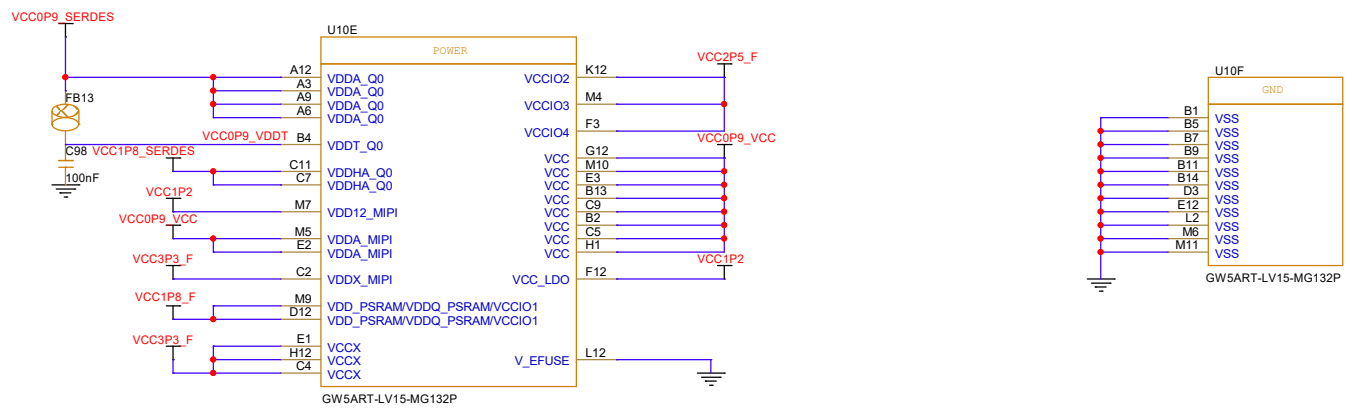 VCC0P9_SERDES
FB13
C98
100nF
VCC0P9_VDDT
VCC1P8_SERDES
VCC1P2
VCC0P9_VCC
VCC3P3_F
VCC1P8_F
VCC3P3_F
U10E
POWER
A12 VDDA_Q0
A3 VDDA_Q0
A9 VDDA_Q0
A6 VDDA_Q0
B4 VDDT_Q0
C11 VDDHA_Q0
C7 VDDHA_Q0
M7 VDD12_MIPI
M5 VDDA_MIPI
E2 VDDA_MIPI
C2 VDDX_MIPI
M9 VDD_PSRAM/VDDQ_PSRAM/VCCIO1
D12 VDD_PSRAM/VDDQ_PSRAM/VCCIO1
E1 VCCX
H12 VCCX
C4 VCCX
VCCIO2 K12
VCCIO3 M4
VCCIO4 F3
VCC G12
VCC M10
VCC E3
VCC B13
VCC C9
VCC B2
VCC C5
VCC H1
VCC_LDO F12
V_EFUSE L12
GW5ART-LV15-MG132P
VCC2P5_F
VCC0P9_VCC
VCC1P2
U10F
GND
B1 VSS
B5 VSS
B7 VSS
B9 VSS
B11 VSS
B14 VSS
D3 VSS
E12 VSS
L2 VSS
M6 VSS
M11 VSS
GW5ART-LV15-MG132P